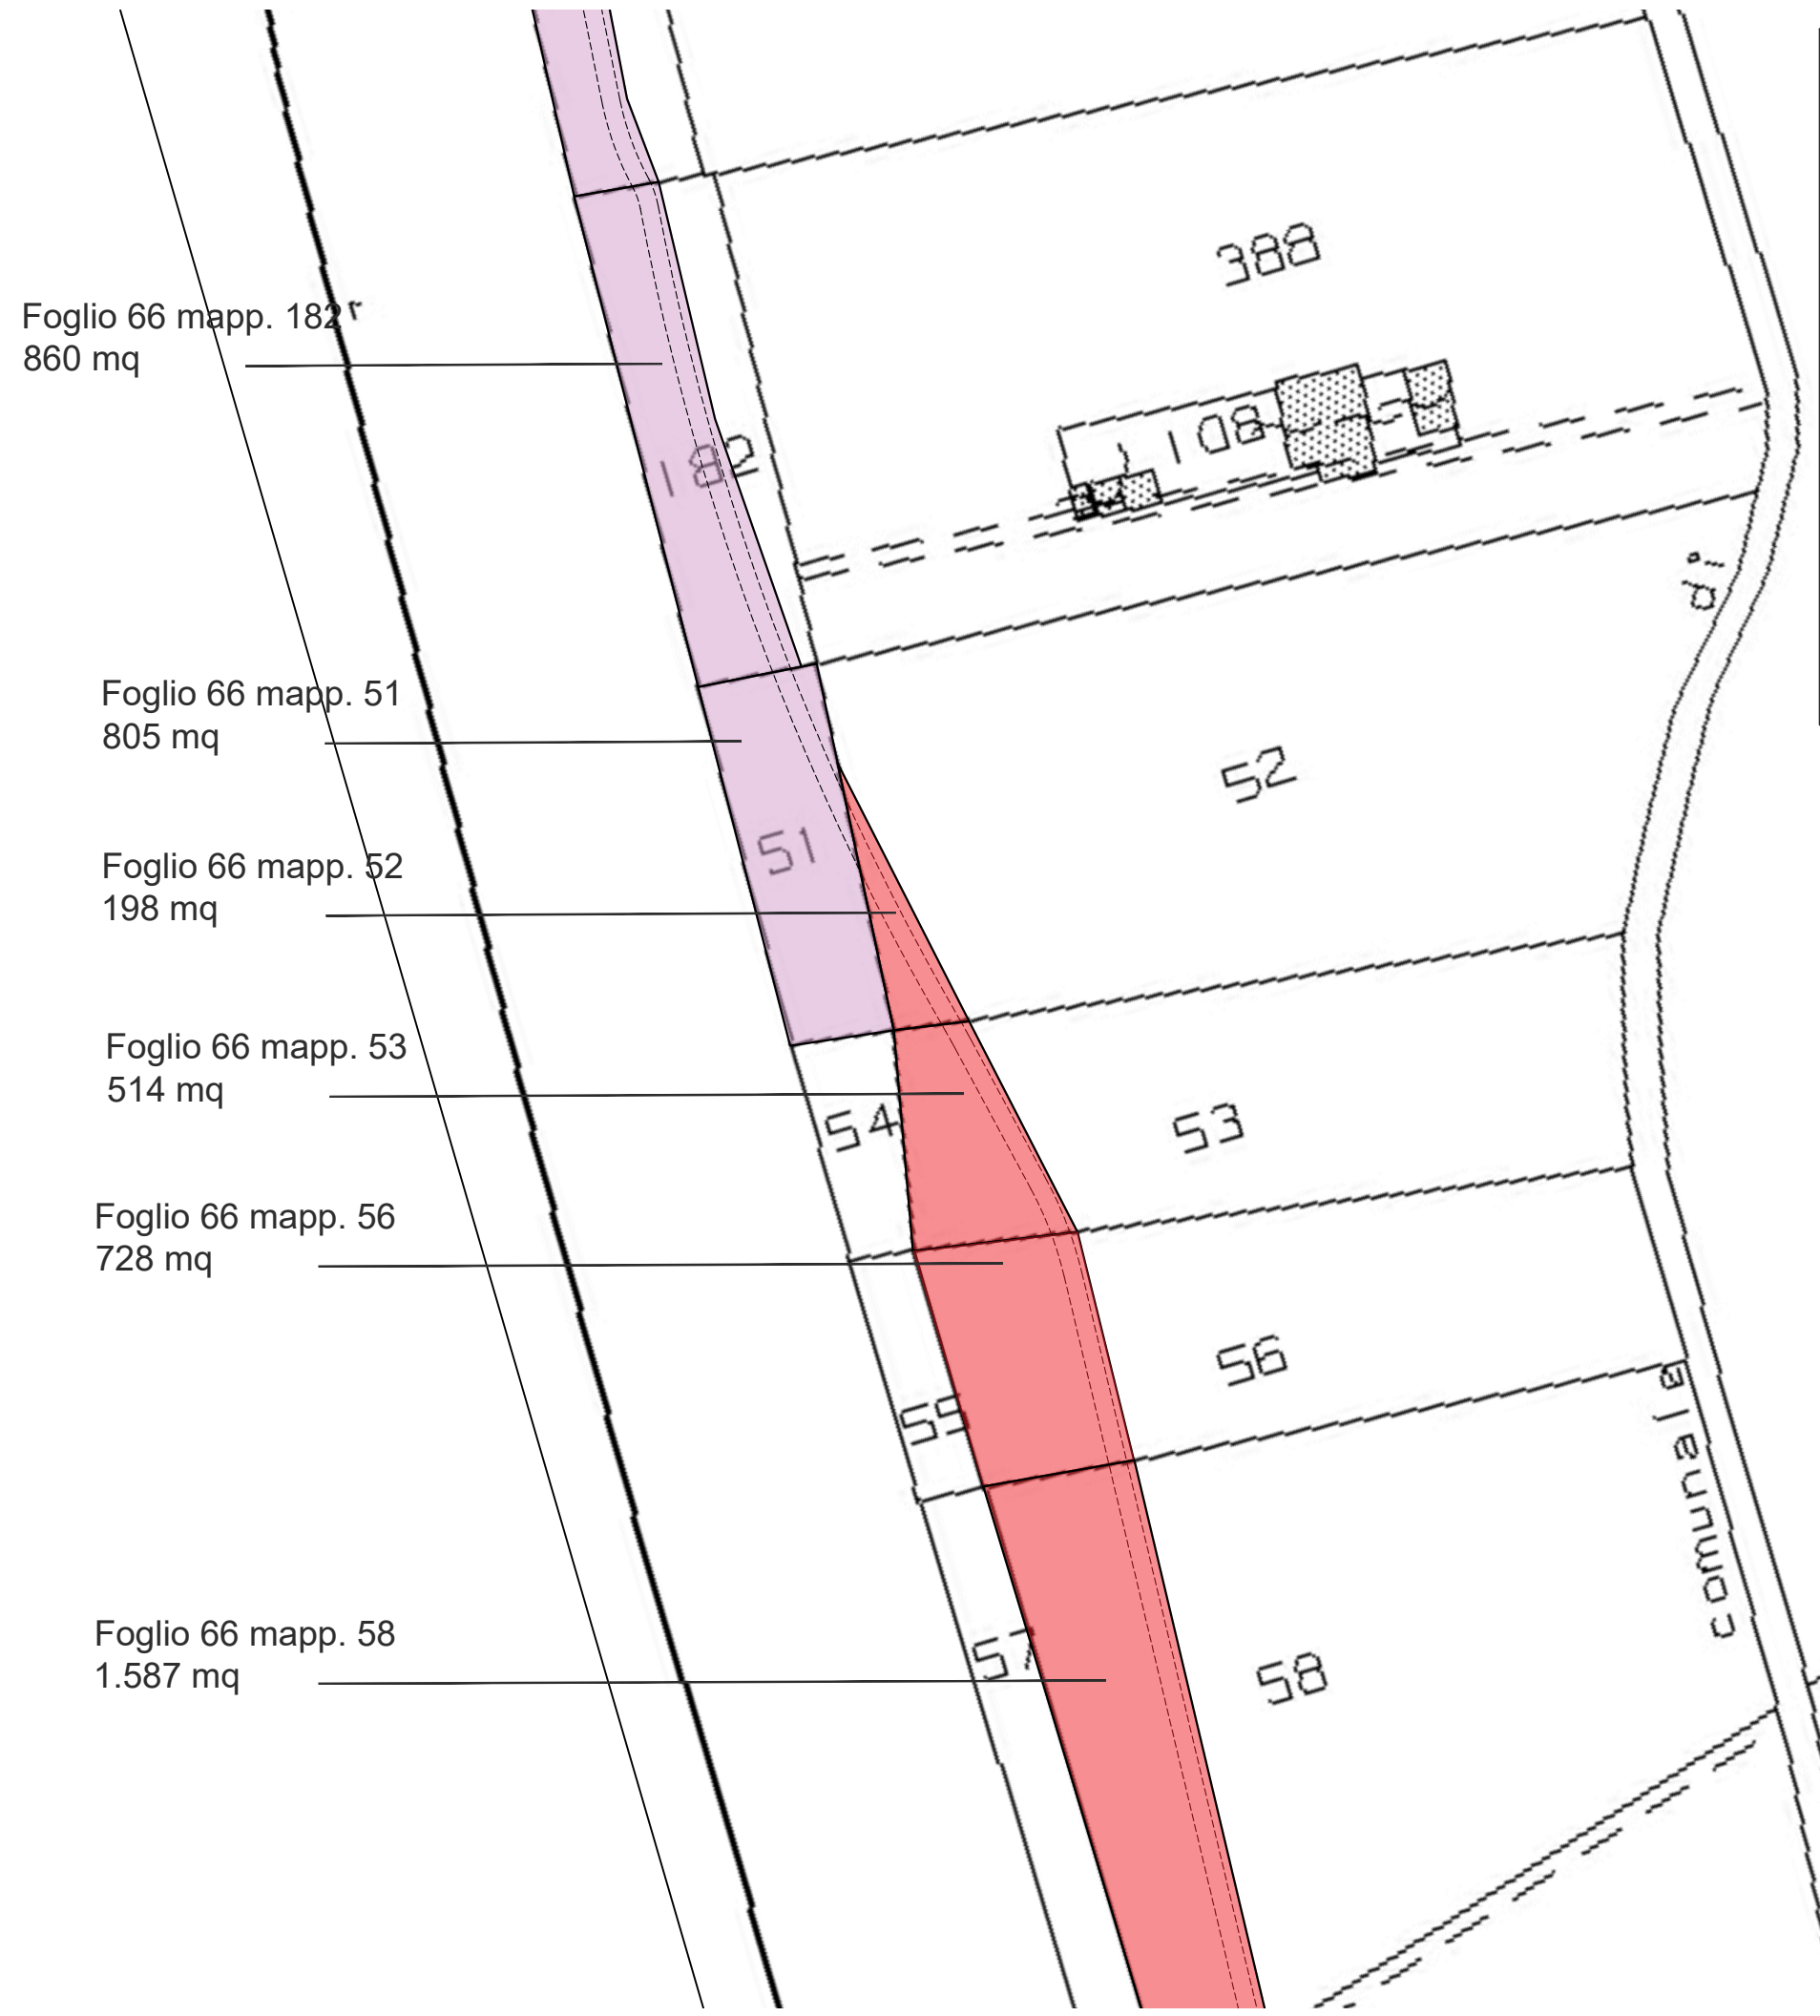 388
Foglio 66 mapp. 182
860 mq
r
1108
182
di
Foglio 66 mapp. 51
805 mq
52
51
Foglio 66 mapp. 52
198 mq
Foglio 66 mapp. 53
514 mq
54
53
Foglio 66 mapp. 56
728 mq
56
55
comunale
Foglio 66 mapp. 58
1.587 mq
57
58